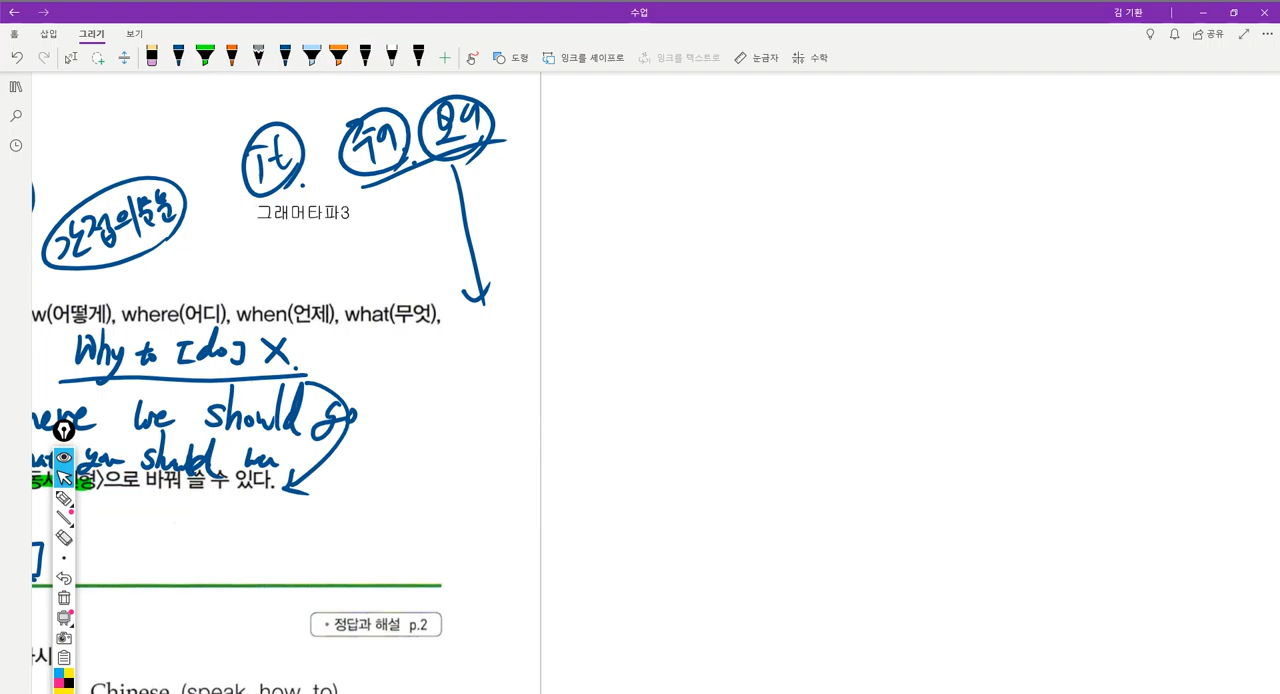 수업
김 기환
홈 삽입 그리기 보기
공유
도형 잉크를 셰이프로 잉크를 텍스트로 눈금자 수학
it. 주어. 보어
간접의문문
그래머타파3
w(어떻게), where(어디), when(언제), what(무엇),
Why to [do] X.
here we should go
you should
형〉으로 바꿔 쓸 수 있다.
]
• 정답과 해설 p.2
시
Chinese (speak, how, to)